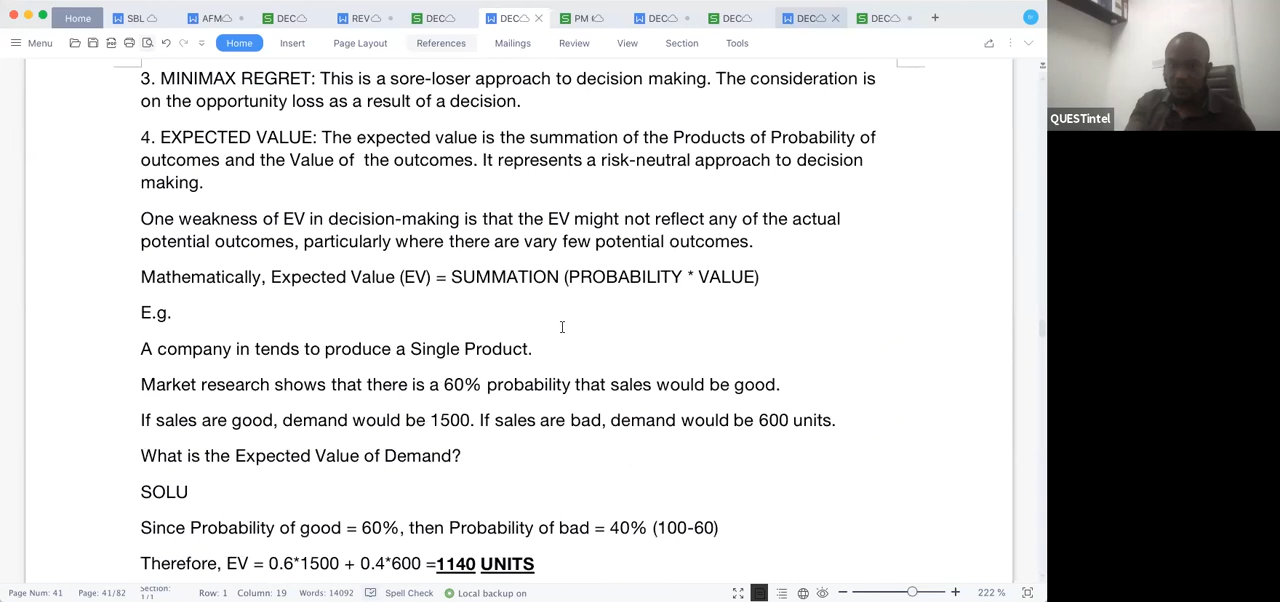 Home SBL AFM DEC REV DEC DEC PM DEC DEC DEC DEC +
Menu Home Insert Page Layout References Mailings Review View Section Tools
3. MINIMAX REGRET: This is a sore-loser approach to decision making. The consideration is
on the opportunity loss as a result of a decision.
4. EXPECTED VALUE: The expected value is the summation of the Products of Probability of
outcomes and the Value of the outcomes. It represents a risk-neutral approach to decision
making.
One weakness of EV in decision-making is that the EV might not reflect any of the actual
potential outcomes, particularly where there are vary few potential outcomes.
Mathematically, Expected Value (EV) = SUMMATION (PROBABILITY * VALUE)
E.g.
A company in tends to produce a Single Product.
Market research shows that there is a 60% probability that sales would be good.
If sales are good, demand would be 1500. If sales are bad, demand would be 600 units.
What is the Expected Value of Demand?
SOLU
Since Probability of good = 60%, then Probability of bad = 40% (100-60)
Therefore, EV = 0.6*1500 + 0.4*600 =1140 UNITS
Page Num: 41 Page: 41/82 Section: 1/1 Row: 1 Column: 19 Words: 14092 Spell Check Local backup on 222 %
QUESTintel